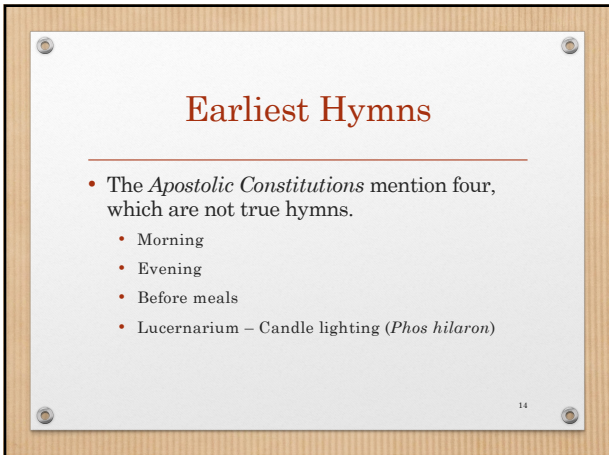 Earliest Hymns
• The Apostolic Constitutions mention four,
which are not true hymns.
• Morning
• Evening
• Before meals
• Lucernarium – Candle lighting (Phos hilaron)
14